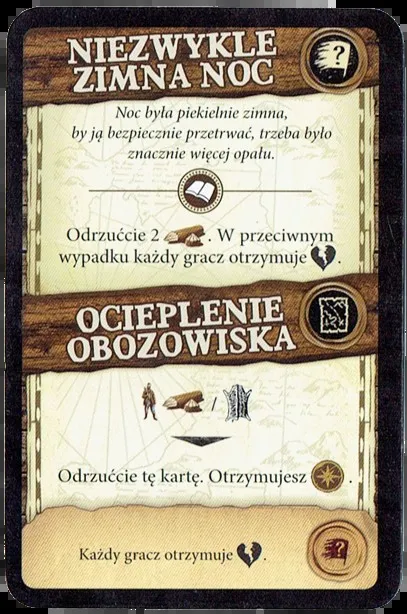 NIEZWYKLE
ZIMNA NOC
?
Noc była piekielnie zimna,
by ją bezpiecznie przetrwać, trzeba było
znacznie więcej opału.
Odrzućcie 2 . W przeciwnym
wypadku każdy gracz otrzymuje .
OCIEPLENIE
OBOZOWISKA
/
Odrzućcie tę kartę. Otrzymujesz .
Każdy gracz otrzymuje .
?